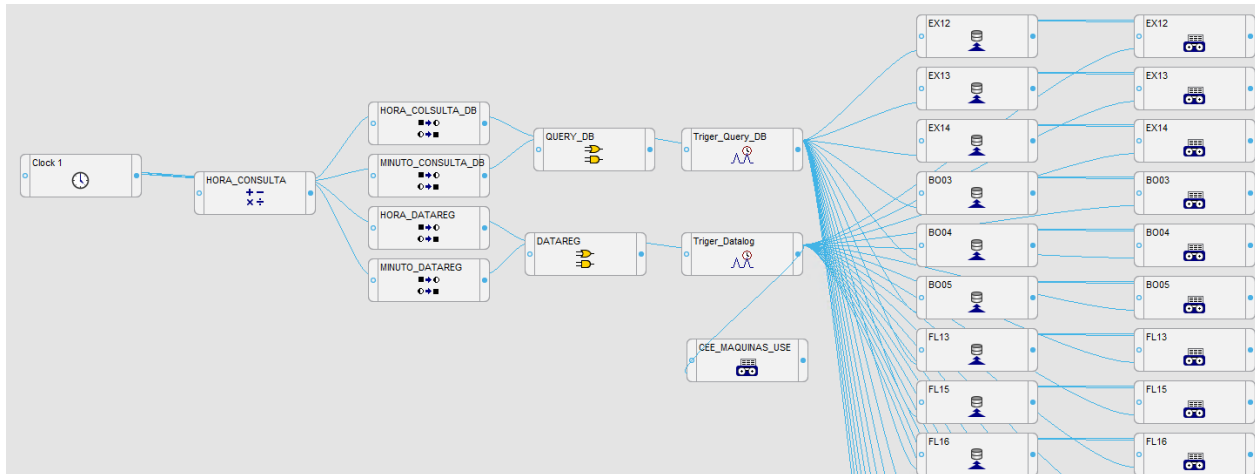 Clock 1
HORA_CONSULTA
+ −
× ÷
HORA_COLSULTA_DB
MINUTO_CONSULTA_DB
HORA_DATAREG
MINUTO_DATAREG
QUERY_DB
DATAREG
Triger_Query_DB
Triger_Datalog
CEE_MAQUINAS_USE
EX12
EX12
EX13
EX13
EX14
EX14
BO03
BO03
BO04
BO04
BO05
BO05
FL13
FL13
FL15
FL15
FL16
FL16